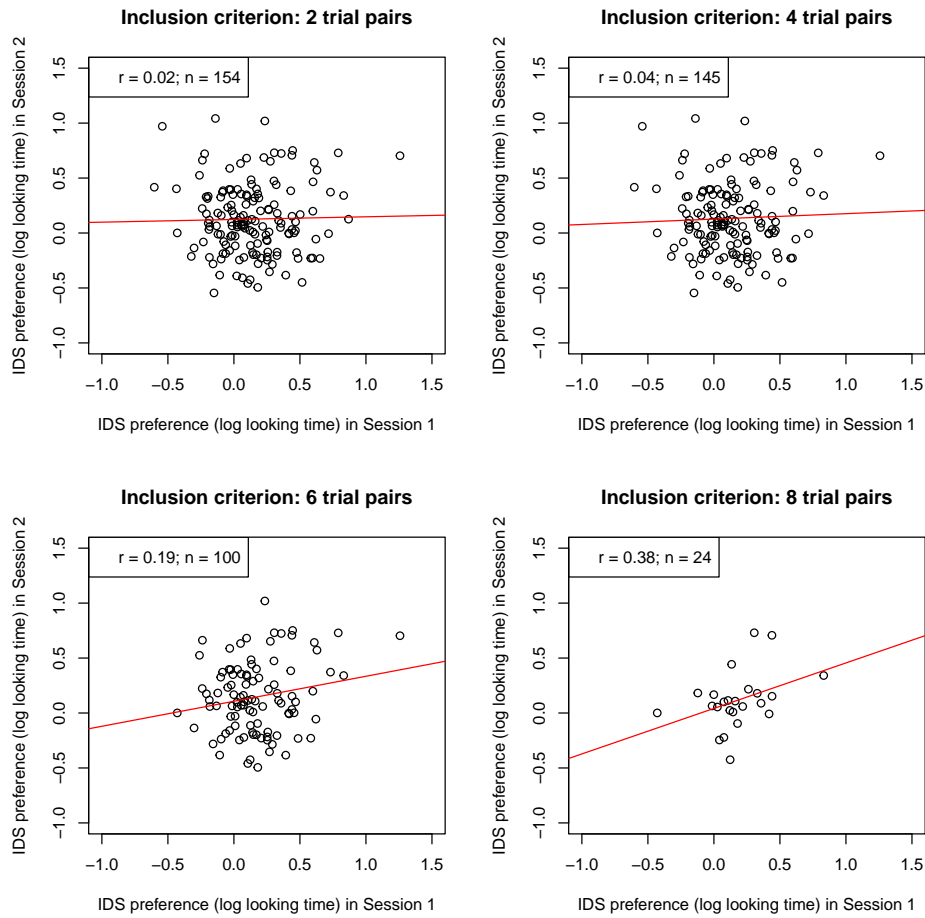 Inclusion criterion: 2 trial pairs
IDS preference (log looking time) in Session 2
1.5
1.0
0.5
0.0
−0.5
−1.0
r = 0.02; n = 154
−1.0 −0.5 0.0 0.5 1.0 1.5
IDS preference (log looking time) in Session 1
Inclusion criterion: 4 trial pairs
IDS preference (log looking time) in Session 2
1.5
1.0
0.5
0.0
−0.5
−1.0
r = 0.04; n = 145
−1.0 −0.5 0.0 0.5 1.0 1.5
IDS preference (log looking time) in Session 1
Inclusion criterion: 6 trial pairs
IDS preference (log looking time) in Session 2
1.5
1.0
0.5
0.0
−0.5
−1.0
r = 0.19; n = 100
−1.0 −0.5 0.0 0.5 1.0 1.5
IDS preference (log looking time) in Session 1
Inclusion criterion: 8 trial pairs
IDS preference (log looking time) in Session 2
1.5
1.0
0.5
0.0
−0.5
−1.0
r = 0.38; n = 24
−1.0 −0.5 0.0 0.5 1.0 1.5
IDS preference (log looking time) in Session 1